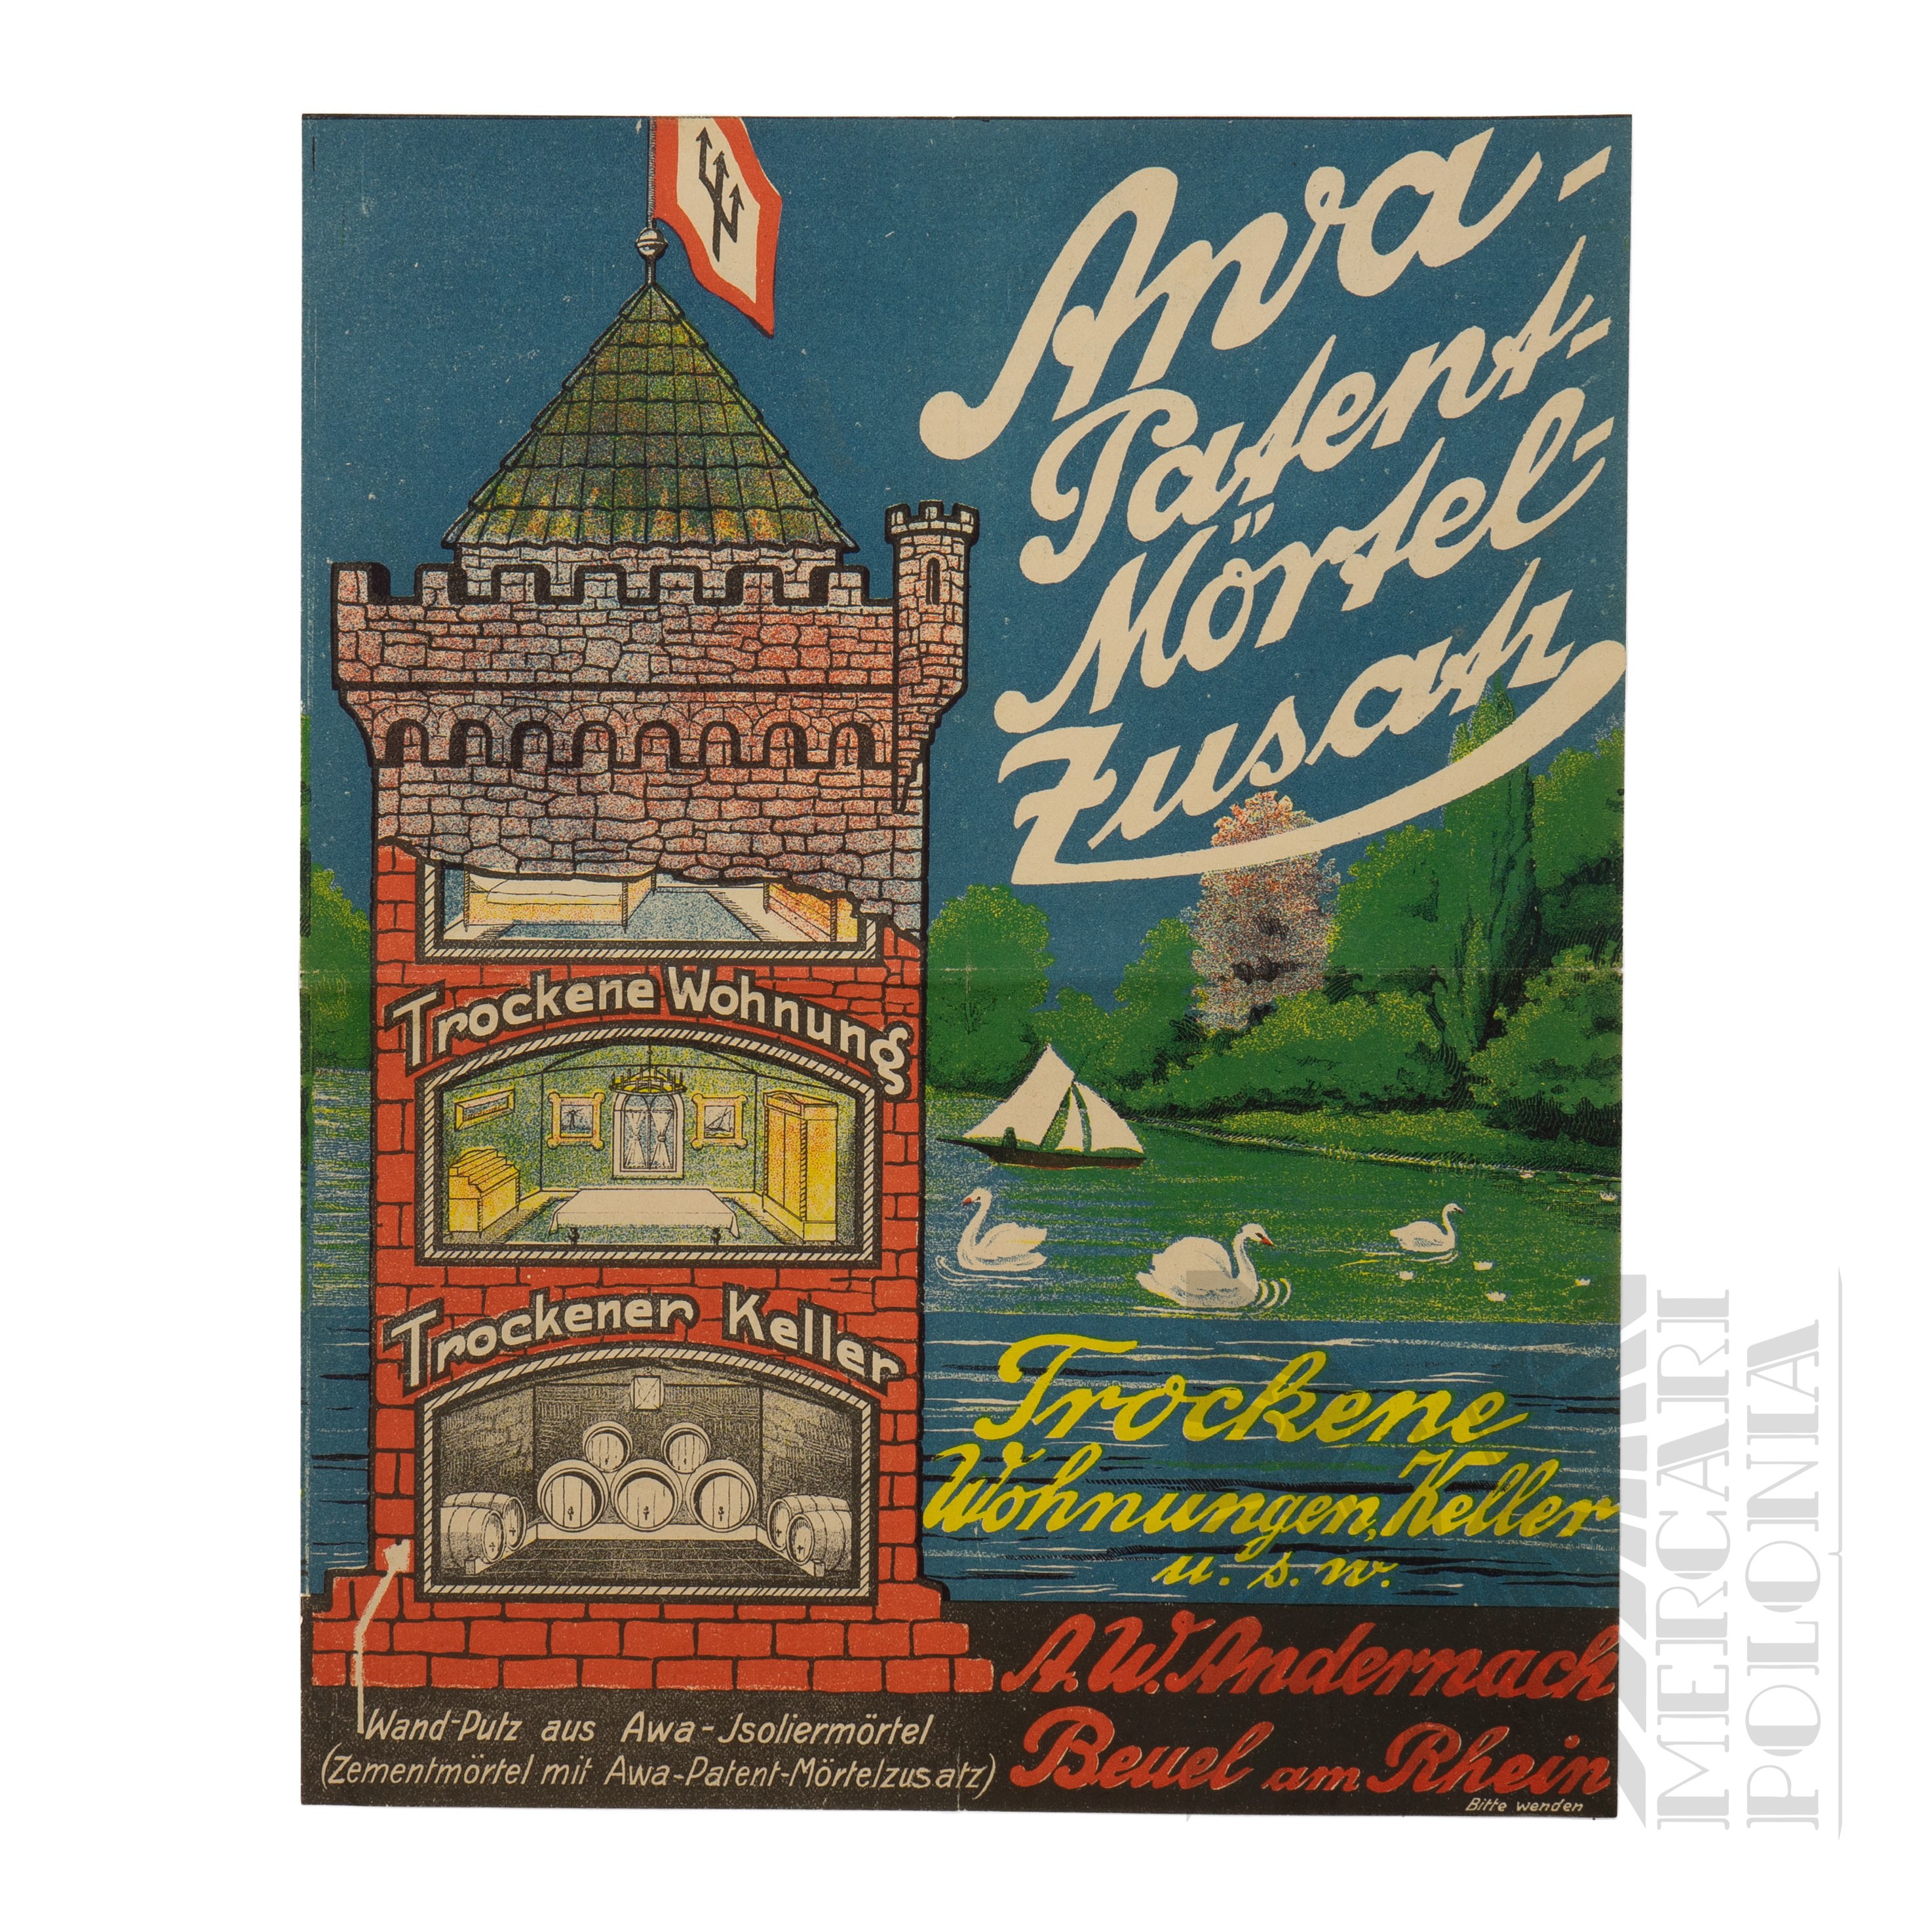 Awa-
Patent-
Mörtel-
Zusatz
Trockene Wohnung
Trockener Keller
Trockene
Wohnungen, Keller
u. s. w.
A. W. Andernach
Beuel am Rhein
Wand-Putz aus Awa-Jsoliermörtel
(Zementmörtel mit Awa-Patent-Mörtelzusatz)
Bitte wenden
MERCARI
POLONIA